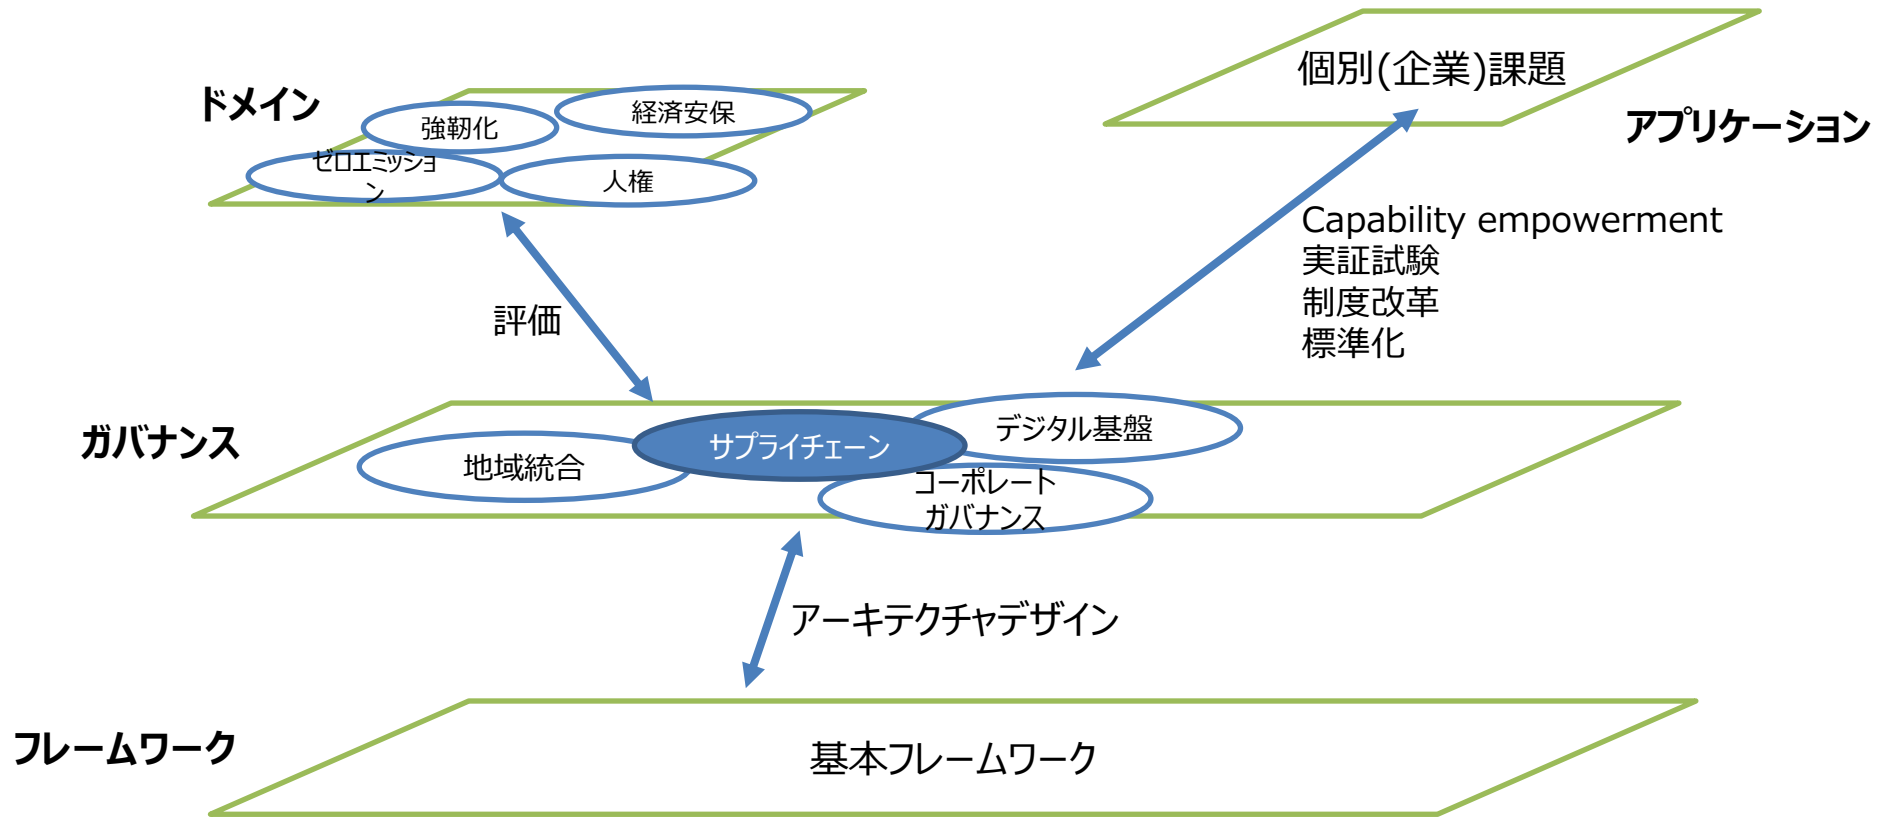 個別(企業)課題
ドメイン
経済安保
強靭化
アプリケーション
ゼロエミッショ
ン
人権
Capability empowerment
実証試験
制度改革
標準化
評価
ガバナンス
デジタル基盤
サプライチェーン
地域統合
コーポレート
ガバナンス
アーキテクチャデザイン
フレームワーク
基本フレームワーク